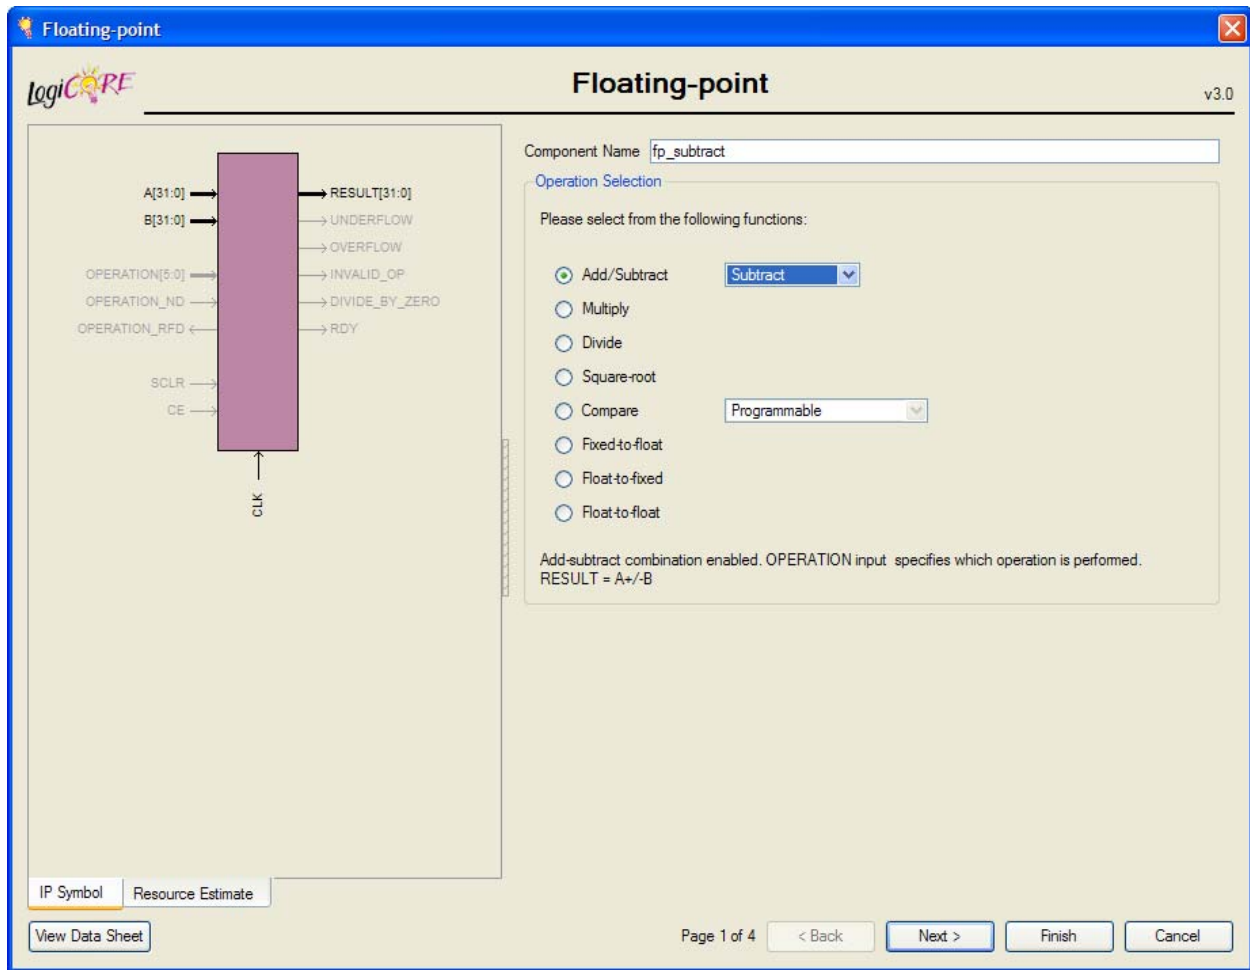 Floating-point
LogiCORE
Floating-point
v3.0
A[31:0]
B[31:0]
OPERATION[5:0]
OPERATION_ND
OPERATION_RFD
SCLR
CE
RESULT[31:0]
UNDERFLOW
OVERFLOW
INVALID_OP
DIVIDE_BY_ZERO
RDY
CLK
IP Symbol
Resource Estimate
Component Name fp_subtract
Operation Selection
Please select from the following functions:
Add/Subtract Subtract
Multiply
Divide
Square-root
Compare Programmable
Fixed-to-float
Float-to-fixed
Float-to-float
Add-subtract combination enabled. OPERATION input specifies which operation is performed.
RESULT = A+/-B
View Data Sheet
Page 1 of 4
< Back
Next >
Finish
Cancel